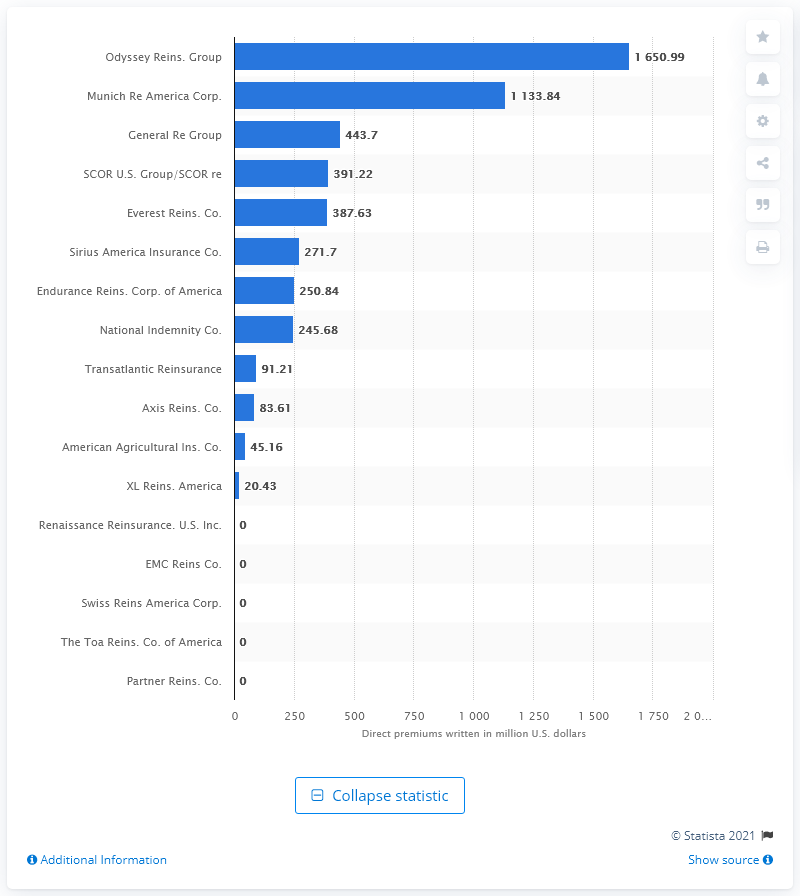 Odyssey Reins. Group 1 650.99
Munich Re America Corp. 1 133.84
General Re Group 443.7
SCOR U.S. Group/SCOR re 391.22
Everest Reins. Co. 387.63
Sirius America Insurance Co. 271.7
Endurance Reins. Corp. of America 250.84
National Indemnity Co. 245.68
Transatlantic Reinsurance 91.21
Axis Reins. Co. 83.61
American Agricultural Ins. Co. 45.16
XL Reins. America 20.43
Renaissance Reinsurance. U.S. Inc. 0
EMC Reins Co. 0
Swiss Reins America Corp. 0
The Toa Reins. Co. of America 0
Partner Reins. Co. 0
0 250 500 750 1 000 1 250 1 500 1 750 2 0...
Direct premiums written in million U.S. dollars
Collapse statistic
© Statista 2021
Additional Information Show source